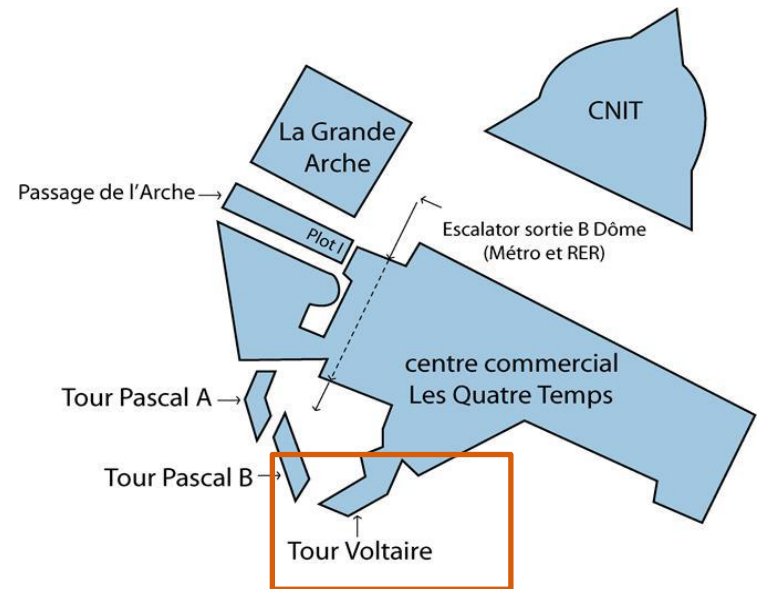 CNIT
La Grande
Arche
Passage de l'Arche
Plot I
Escalator sortie B Dôme
(Métro et RER)
centre commercial
Les Quatre Temps
Tour Pascal A
Tour Pascal B
Tour Voltaire